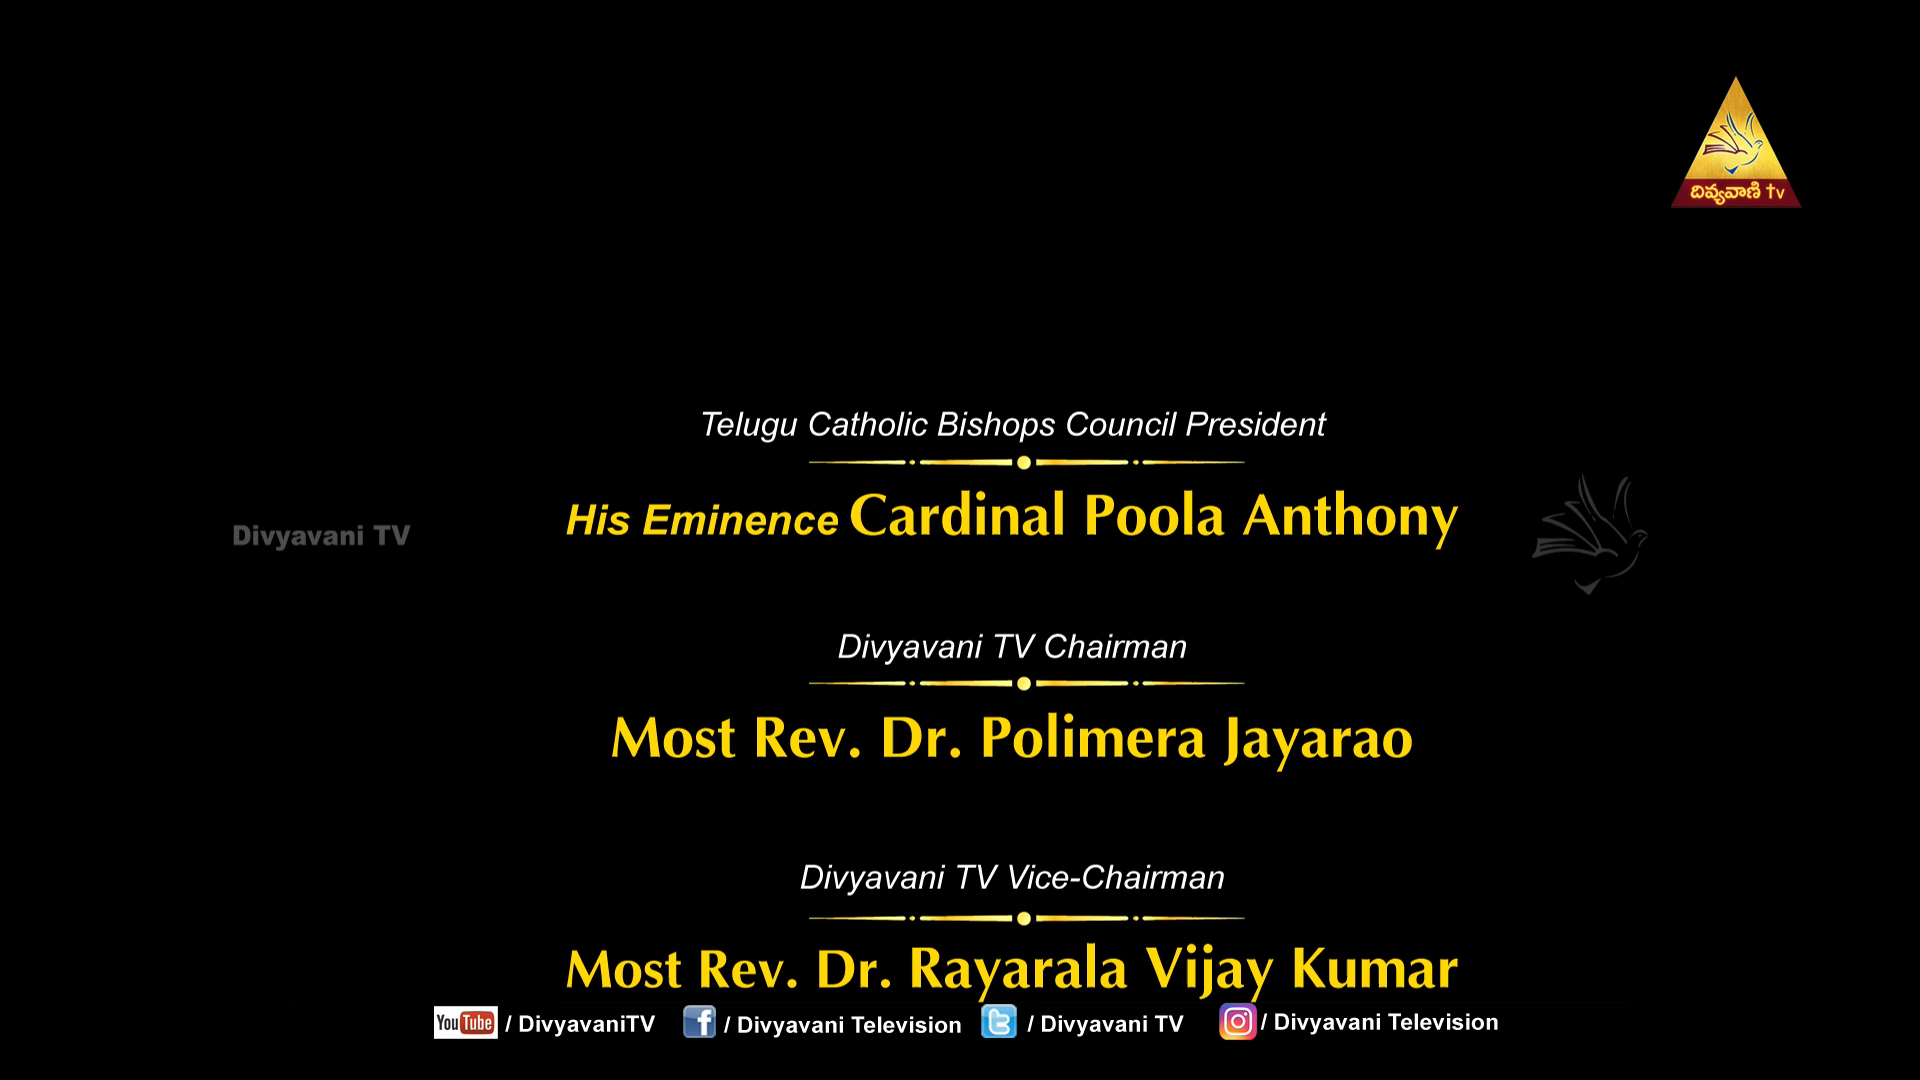 దివ్యవాణి tv
Telugu Catholic Bishops Council President
His Eminence Cardinal Poola Anthony
Divyavani TV
Divyavani TV Chairman
Most Rev. Dr. Polimera Jayarao
Divyavani TV Vice-Chairman
Most Rev. Dr. Rayarala Vijay Kumar
YouTube / DivyavaniTV / Divyavani Television / Divyavani TV / Divyavani Television